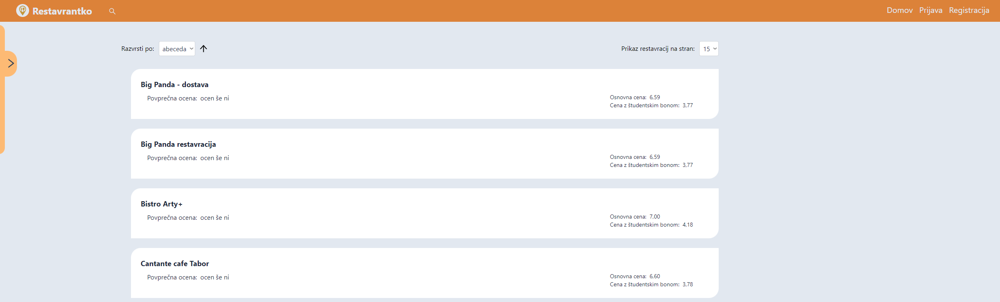 Restavrantko
Domov Prijava Registracija
Razvrsti po: abeceda
Prikaz restavracij na stran: 15
Big Panda - dostava
Povprečna ocena: ocen še ni
Osnovna cena: 6,59
Cena z študentskim bonom: 3,77
Big Panda restavracija
Povprečna ocena: ocen še ni
Osnovna cena: 6,59
Cena z študentskim bonom: 3,77
Bistro Arty+
Povprečna ocena: ocen še ni
Osnovna cena: 7,00
Cena z študentskim bonom: 4,18
Cantante cafe Tabor
Povprečna ocena: ocen še ni
Osnovna cena: 6,60
Cena z študentskim bonom: 3,78